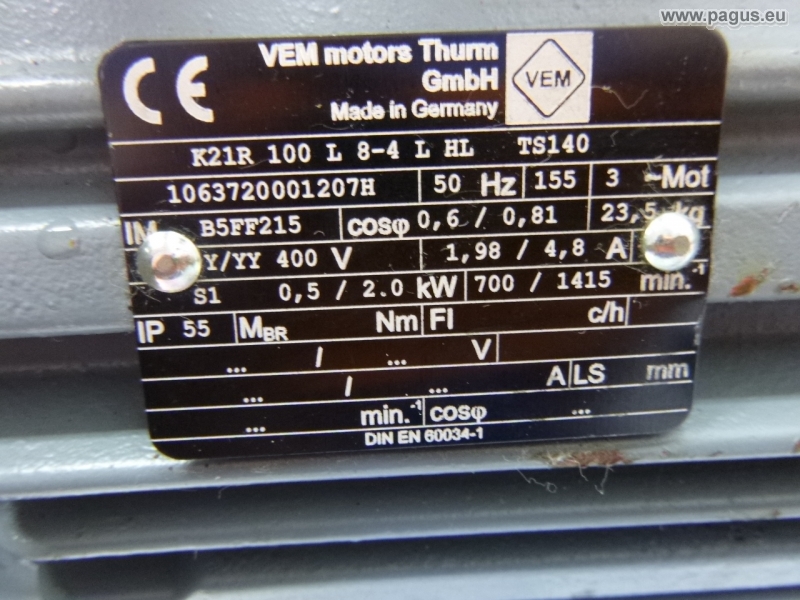 www.pagus.eu
CE
VEM motors Thurm
GmbH
Made in Germany
VEM
K21R 100 L 8-4 L HL TS140
1063720001207H 50 Hz 155 3 ~Mot
IM B5FF215 cosφ 0,6 / 0,81 23,5 kg
Y/YY 400 V 1,98 / 4,8 A
S1 0,5 / 2.0 kW 700 / 1415 min.-1
IP 55 MBR Nm FI c/h
... / ... V
... / ... A LS mm
... min.-1 cosφ ...
DIN EN 60034-1